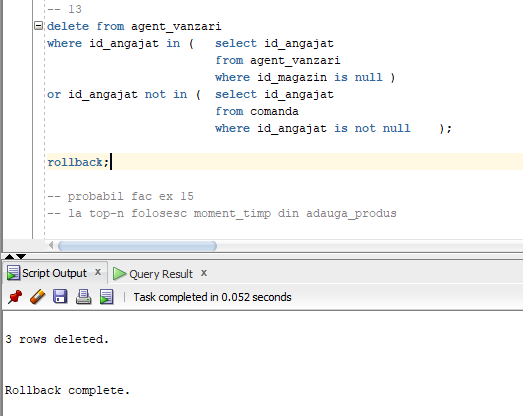 -- 13
delete from agent_vanzari
where id_angajat in ( select id_angajat
from agent_vanzari
where id_magazin is null )
or id_angajat not in ( select id_angajat
from comanda
where id_angajat is not null );
rollback;
-- probabil fac ex 15
-- la top-n folosesc moment_timp din adauga_produs
Script Output x Query Result x
Task completed in 0.052 seconds
3 rows deleted.
Rollback complete.